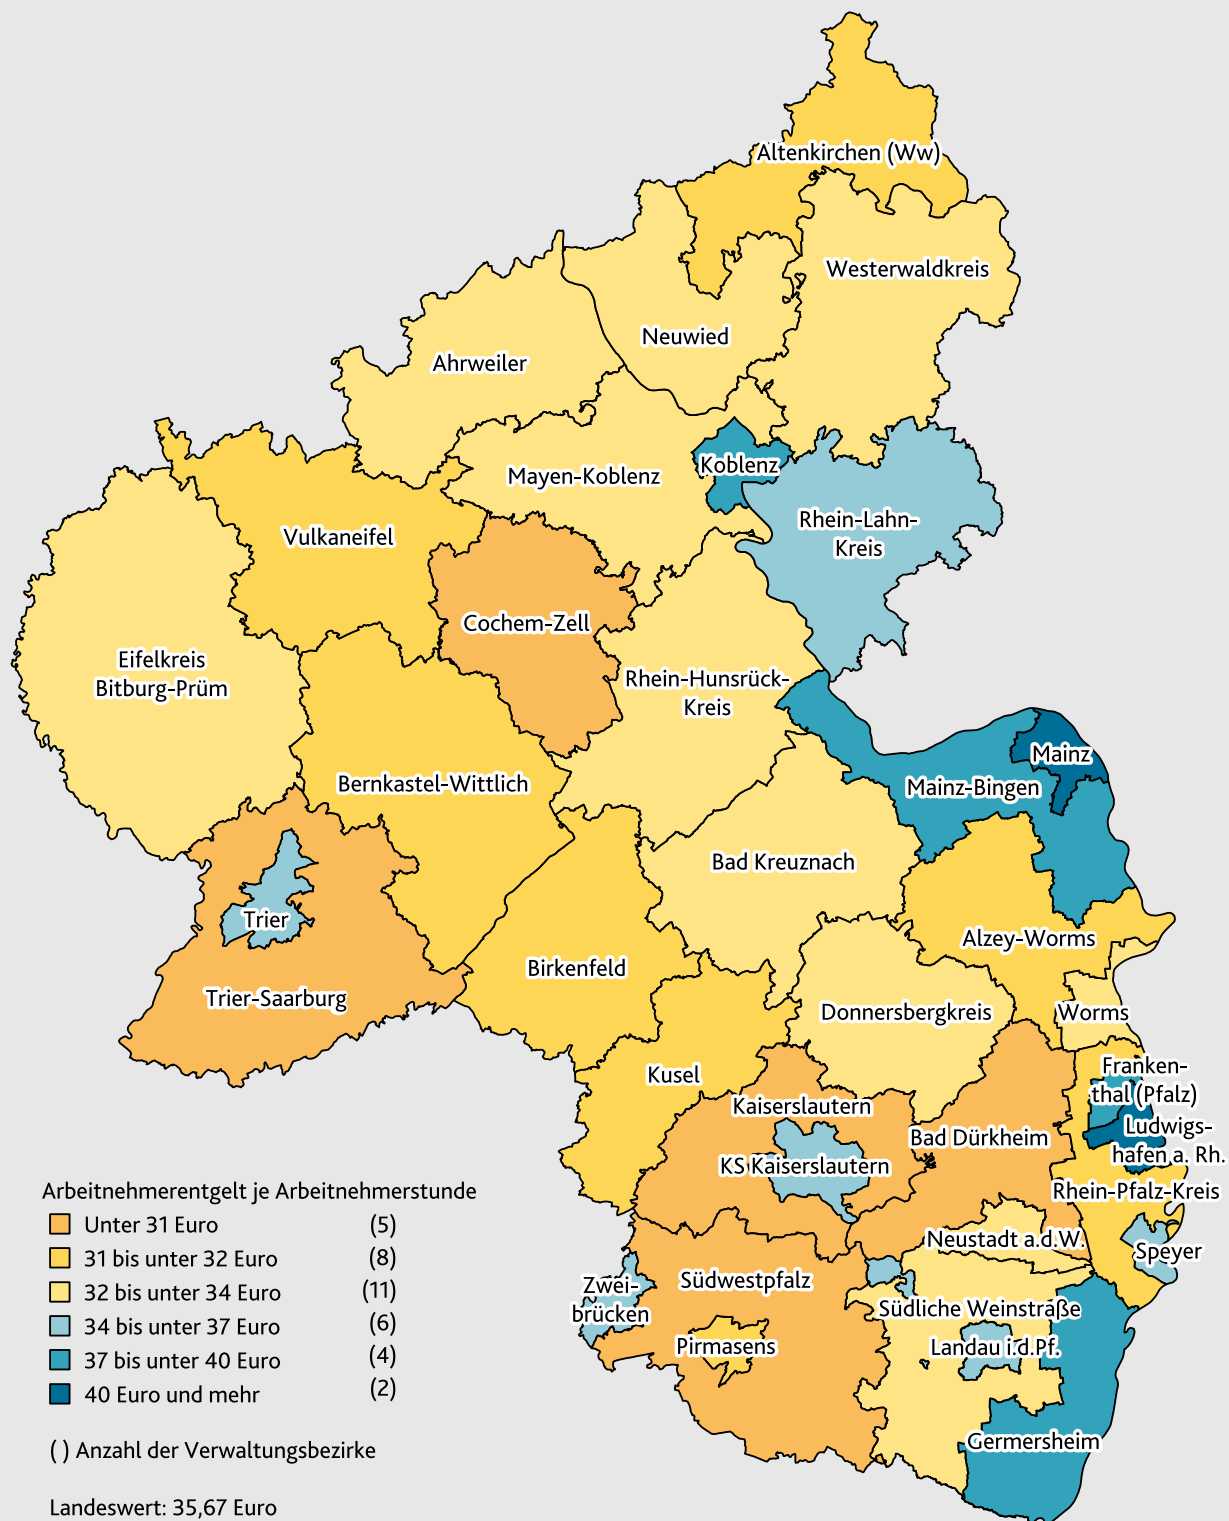 Altenkirchen (Ww)
Westerwaldkreis
Neuwied
Ahrweiler
Koblenz
Mayen-Koblenz
Rhein-Lahn-
Kreis
Vulkaneifel
Cochem-Zell
Eifelkreis
Bitburg-Prüm
Rhein-Hunsrück-
Kreis
Mainz
Bernkastel-Wittlich
Mainz-Bingen
Bad Kreuznach
Trier
Alzey-Worms
Birkenfeld
Trier-Saarburg
Donnersbergkreis
Worms
Kusel
Franken-
thal (Pfalz)
Kaiserslautern
Ludwigs-
hafen a. Rh.
Bad Dürkheim
KS Kaiserslautern
Rhein-Pfalz-Kreis
Neustadt a.d.W.
Speyer
Zwei-
brücken
Südwestpfalz
Südliche Weinstraße
Pirmasens
Landau i.d.Pf.
Germersheim
Arbeitnehmerentgelt je Arbeitnehmerstunde
Unter 31 Euro (5)
31 bis unter 32 Euro (8)
32 bis unter 34 Euro (11)
34 bis unter 37 Euro (6)
37 bis unter 40 Euro (4)
40 Euro und mehr (2)
( ) Anzahl der Verwaltungsbezirke
Landeswert: 35,67 Euro